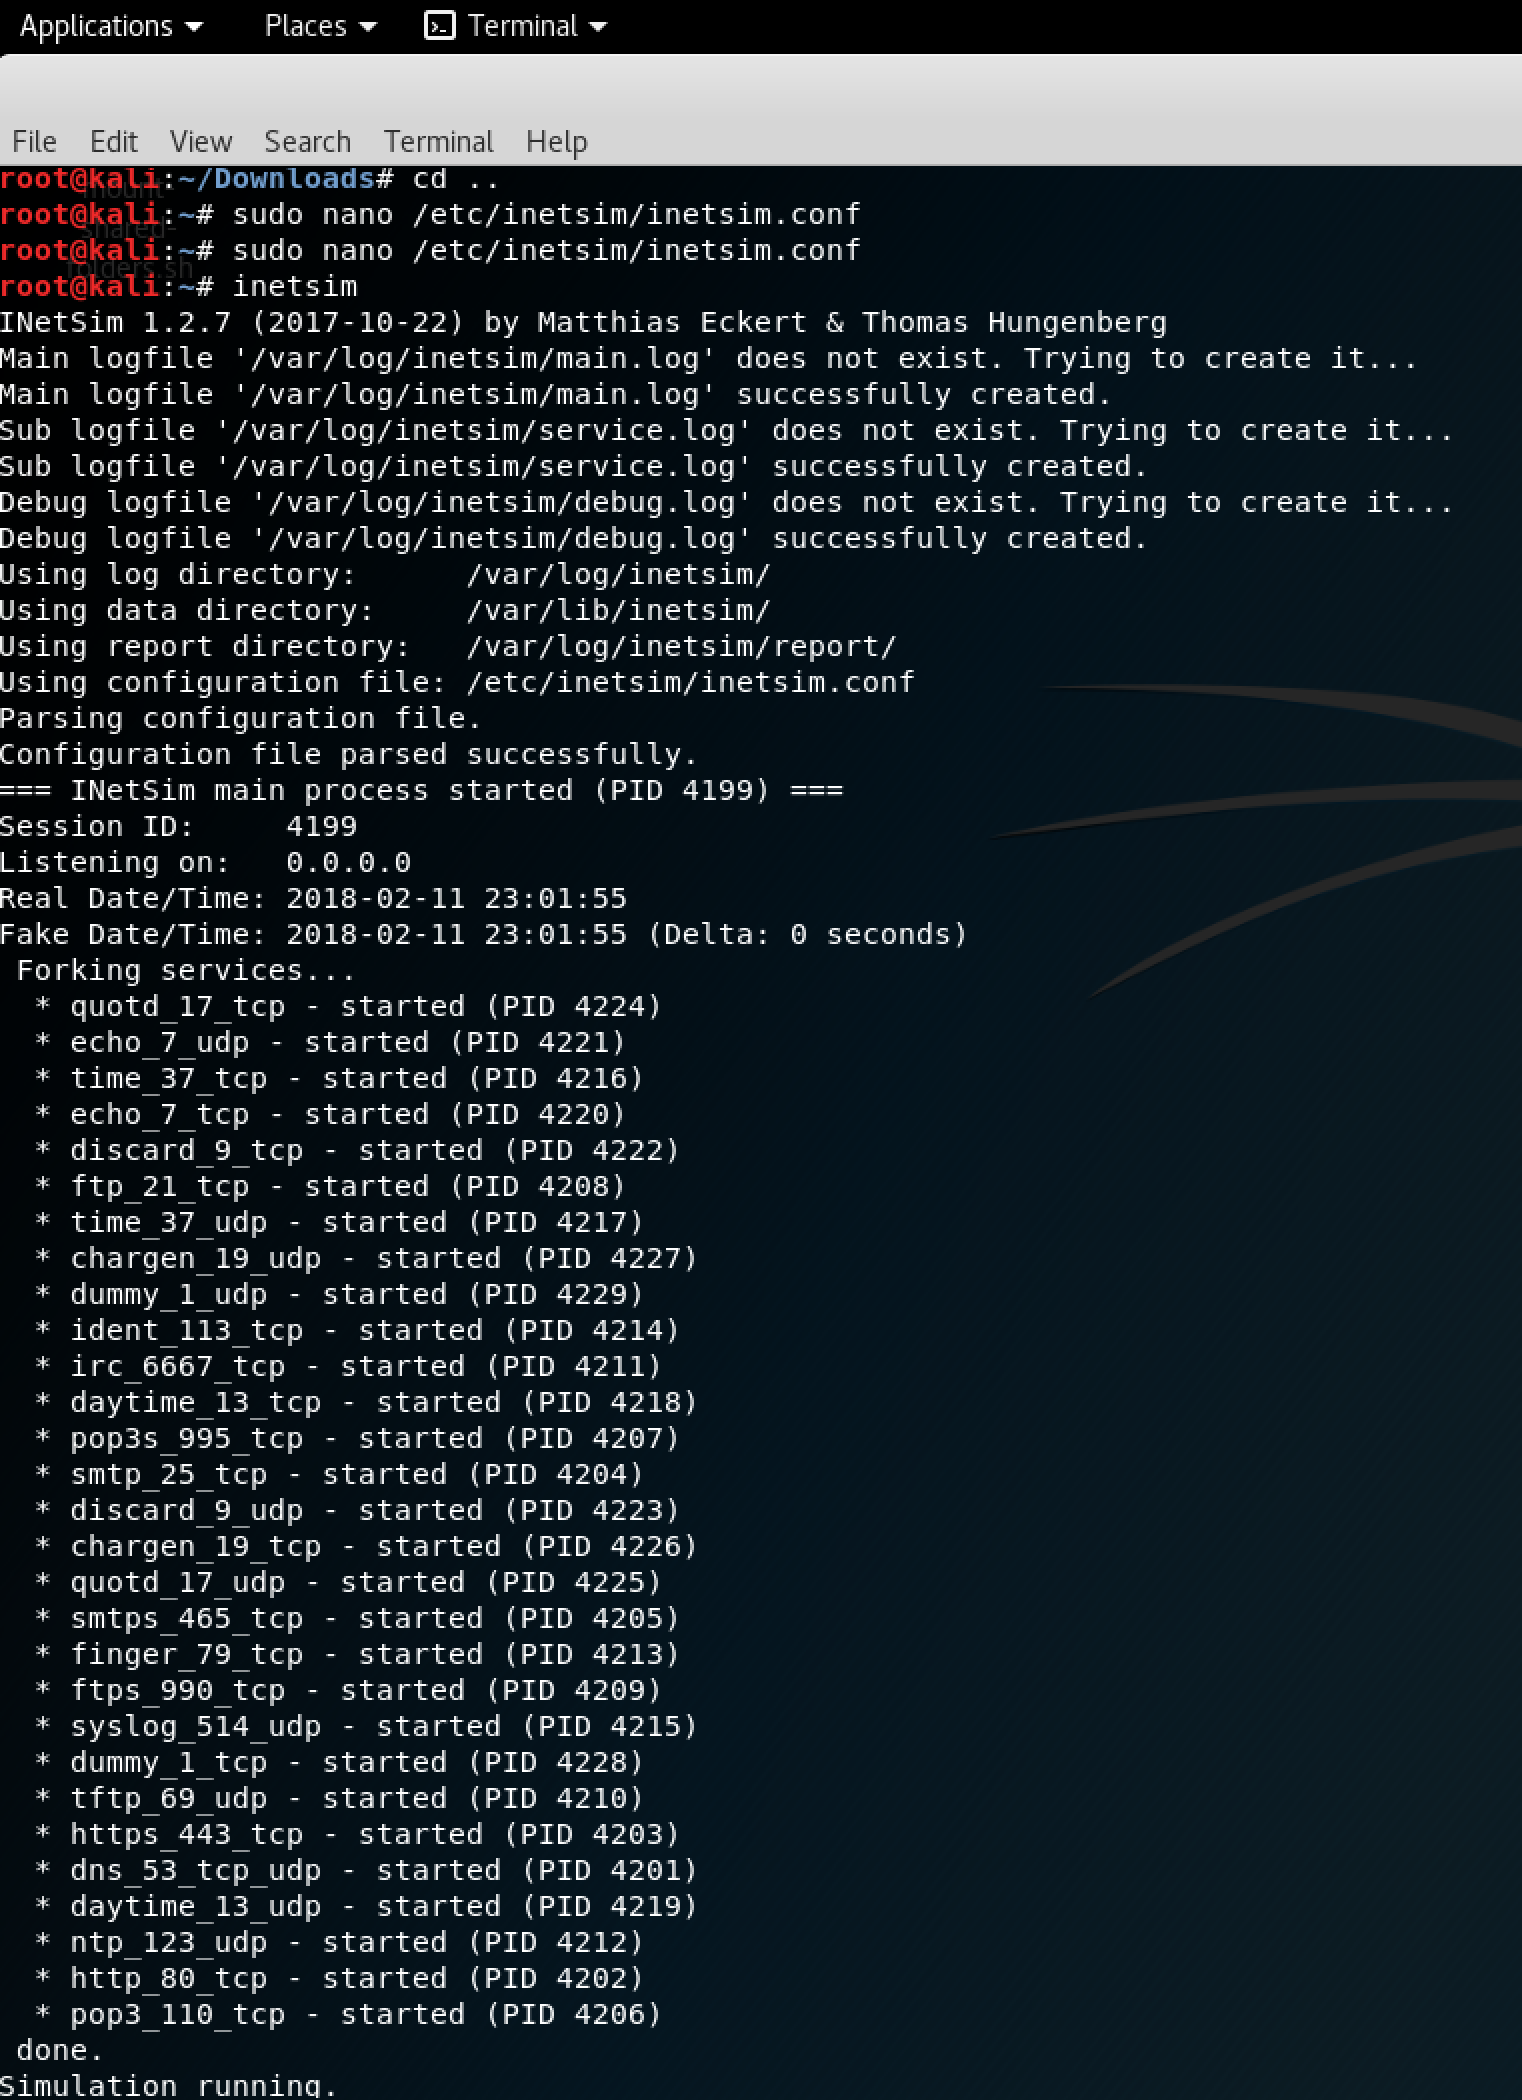 Applications Places Terminal
File Edit View Search Terminal Help
root@kali:~/Downloads# cd ..
root@kali:~# sudo nano /etc/inetsim/inetsim.conf
root@kali:~# sudo nano /etc/inetsim/inetsim.conf
root@kali:~# inetsim
mount-
shared-
folders.sh
INetSim 1.2.7 (2017-10-22) by Matthias Eckert & Thomas Hungenberg
Main logfile '/var/log/inetsim/main.log' does not exist. Trying to create it...
Main logfile '/var/log/inetsim/main.log' successfully created.
Sub logfile '/var/log/inetsim/service.log' does not exist. Trying to create it...
Sub logfile '/var/log/inetsim/service.log' successfully created.
Debug logfile '/var/log/inetsim/debug.log' does not exist. Trying to create it...
Debug logfile '/var/log/inetsim/debug.log' successfully created.
Using log directory:      /var/log/inetsim/
Using data directory:     /var/lib/inetsim/
Using report directory:   /var/log/inetsim/report/
Using configuration file: /etc/inetsim/inetsim.conf
Parsing configuration file.
Configuration file parsed successfully.
=== INetSim main process started (PID 4199) ===
Session ID:     4199
Listening on:   0.0.0.0
Real Date/Time: 2018-02-11 23:01:55
Fake Date/Time: 2018-02-11 23:01:55 (Delta: 0 seconds)
 Forking services...
  * quotd_17_tcp - started (PID 4224)
  * echo_7_udp - started (PID 4221)
  * time_37_tcp - started (PID 4216)
  * echo_7_tcp - started (PID 4220)
  * discard_9_tcp - started (PID 4222)
  * ftp_21_tcp - started (PID 4208)
  * time_37_udp - started (PID 4217)
  * chargen_19_udp - started (PID 4227)
  * dummy_1_udp - started (PID 4229)
  * ident_113_tcp - started (PID 4214)
  * irc_6667_tcp - started (PID 4211)
  * daytime_13_tcp - started (PID 4218)
  * pop3s_995_tcp - started (PID 4207)
  * smtp_25_tcp - started (PID 4204)
  * discard_9_udp - started (PID 4223)
  * chargen_19_tcp - started (PID 4226)
  * quotd_17_udp - started (PID 4225)
  * smtps_465_tcp - started (PID 4205)
  * finger_79_tcp - started (PID 4213)
  * ftps_990_tcp - started (PID 4209)
  * syslog_514_udp - started (PID 4215)
  * dummy_1_tcp - started (PID 4228)
  * tftp_69_udp - started (PID 4210)
  * https_443_tcp - started (PID 4203)
  * dns_53_tcp_udp - started (PID 4201)
  * daytime_13_udp - started (PID 4219)
  * ntp_123_udp - started (PID 4212)
  * http_80_tcp - started (PID 4202)
  * pop3_110_tcp - started (PID 4206)
 done.
Simulation running.